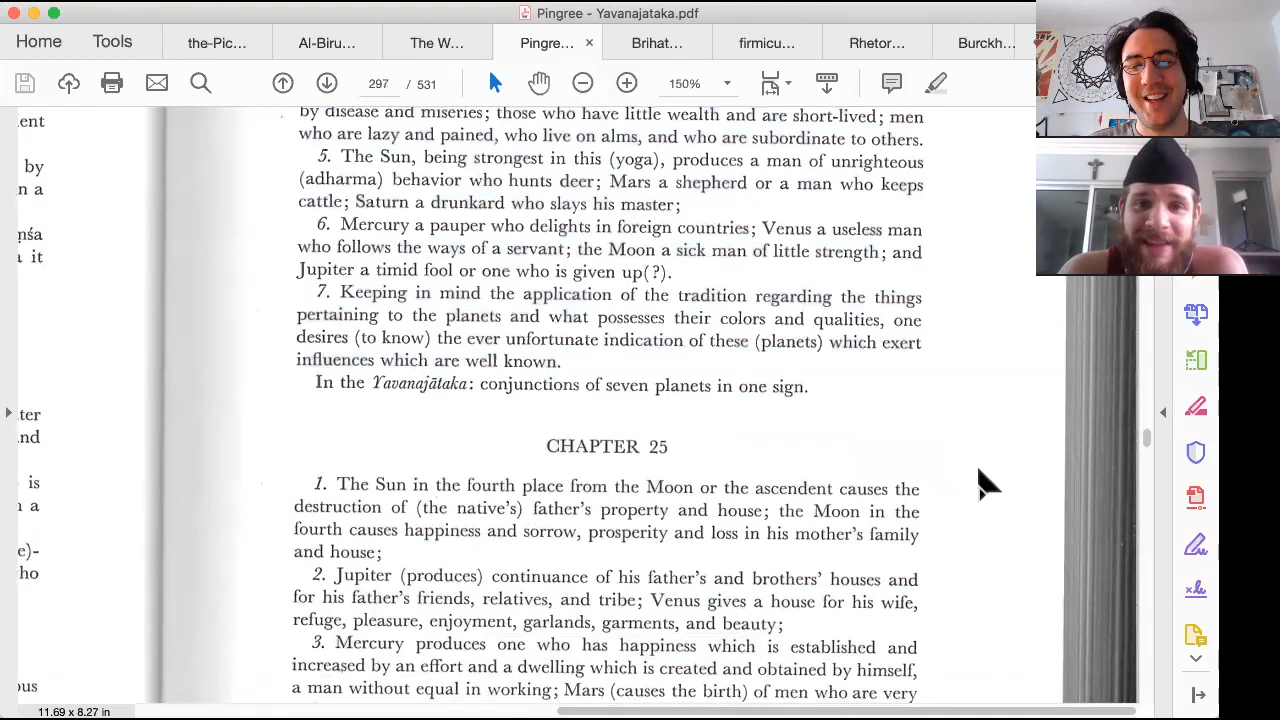 Pingree - Yavanajataka.pdf
Home Tools the-Pic... Al-Biru... The W... Pingre... × Brihat... firmicu... Rhetor... Burckh
297 / 531 150%
ent
by
n a
ṇśa
a it
ter
nd
is
n a
e)-
ho
ous
by disease and miseries; those who have little wealth and are short-lived; men
who are lazy and pained, who live on alms, and who are subordinate to others.
5. The Sun, being strongest in this (yoga), produces a man of unrighteous
(adharma) behavior who hunts deer; Mars a shepherd or a man who keeps
cattle; Saturn a drunkard who slays his master;
6. Mercury a pauper who delights in foreign countries; Venus a useless man
who follows the ways of a servant; the Moon a sick man of little strength; and
Jupiter a timid fool or one who is given up(?).
7. Keeping in mind the application of the tradition regarding the things
pertaining to the planets and what possesses their colors and qualities, one
desires (to know) the ever unfortunate indication of these (planets) which exert
influences which are well known.
In the Yavanajātaka: conjunctions of seven planets in one sign.
CHAPTER 25
1. The Sun in the fourth place from the Moon or the ascendent causes the
destruction of (the native's) father's property and house; the Moon in the
fourth causes happiness and sorrow, prosperity and loss in his mother's family
and house;
2. Jupiter (produces) continuance of his father's and brothers' houses and
for his father's friends, relatives, and tribe; Venus gives a house for his wife,
refuge, pleasure, enjoyment, garlands, garments, and beauty;
3. Mercury produces one who has happiness which is established and
increased by an effort and a dwelling which is created and obtained by himself,
a man without equal in working; Mars (causes the birth) of men who are very
11.69 x 8.27 in